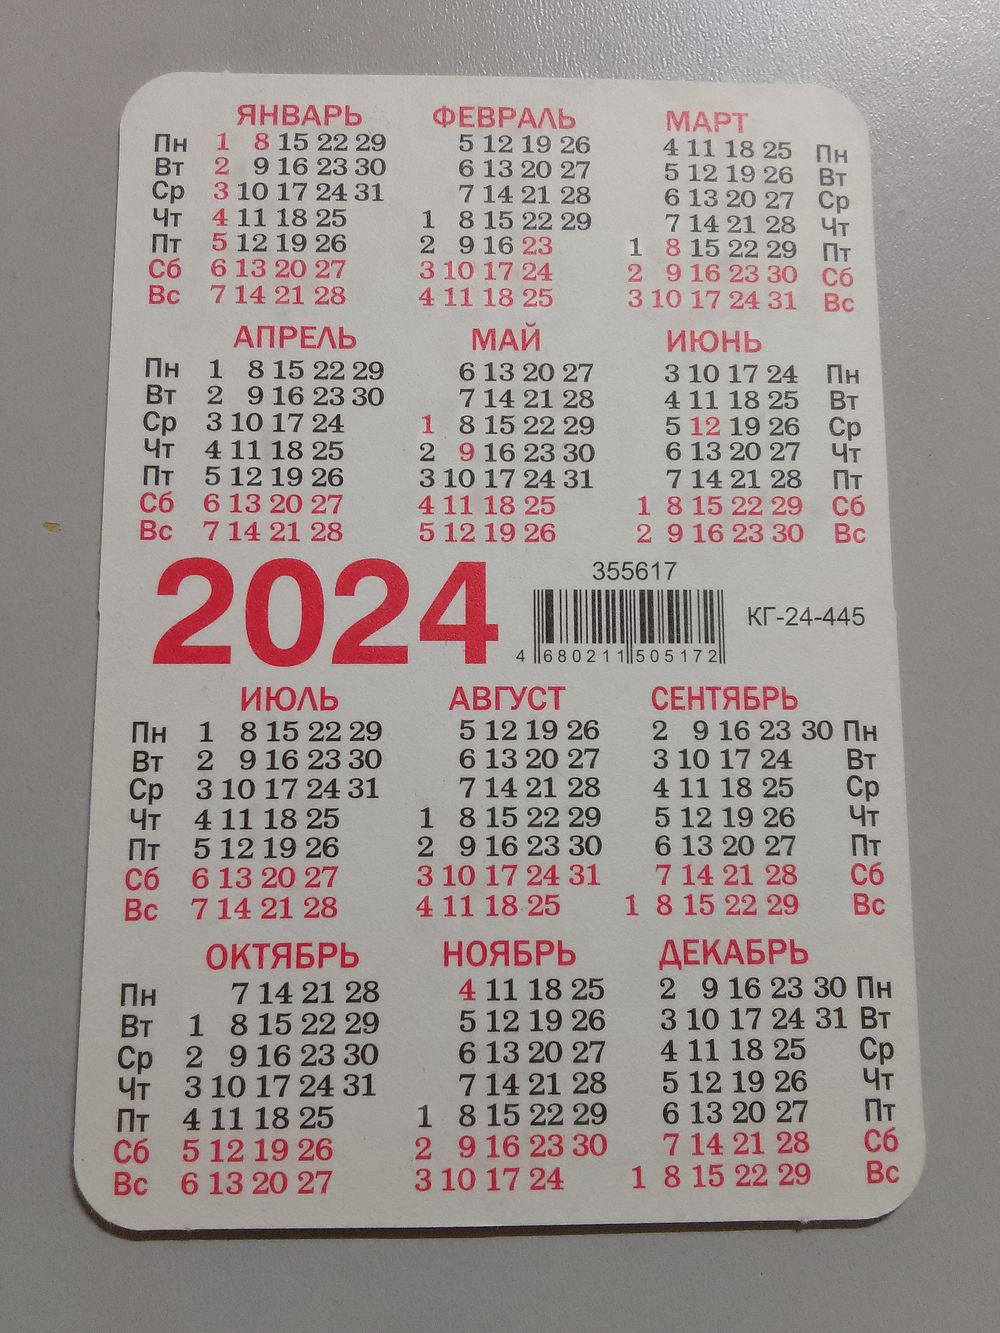 ЯНВАРЬ ФЕВРАЛЬ МАРТ
Пн 1 8 15 22 29 5 12 19 26 4 11 18 25 Пн
Вт 2 9 16 23 30 6 13 20 27 5 12 19 26 Вт
Ср 3 10 17 24 31 7 14 21 28 6 13 20 27 Ср
Чт 4 11 18 25 1 8 15 22 29 7 14 21 28 Чт
Пт 5 12 19 26 2 9 16 23 1 8 15 22 29 Пт
Сб 6 13 20 27 3 10 17 24 2 9 16 23 30 Сб
Вс 7 14 21 28 4 11 18 25 3 10 17 24 31 Вс
АПРЕЛЬ МАЙ ИЮНЬ
Пн 1 8 15 22 29 6 13 20 27 3 10 17 24 Пн
Вт 2 9 16 23 30 7 14 21 28 4 11 18 25 Вт
Ср 3 10 17 24 1 8 15 22 29 5 12 19 26 Ср
Чт 4 11 18 25 2 9 16 23 30 6 13 20 27 Чт
Пт 5 12 19 26 3 10 17 24 31 7 14 21 28 Пт
Сб 6 13 20 27 4 11 18 25 1 8 15 22 29 Сб
Вс 7 14 21 28 5 12 19 26 2 9 16 23 30 Вс
2024
355617
4 680211 505172
КГ-24-445
ИЮЛЬ АВГУСТ СЕНТЯБРЬ
Пн 1 8 15 22 29 5 12 19 26 2 9 16 23 30 Пн
Вт 2 9 16 23 30 6 13 20 27 3 10 17 24 Вт
Ср 3 10 17 24 31 7 14 21 28 4 11 18 25 Ср
Чт 4 11 18 25 1 8 15 22 29 5 12 19 26 Чт
Пт 5 12 19 26 2 9 16 23 30 6 13 20 27 Пт
Сб 6 13 20 27 3 10 17 24 31 7 14 21 28 Сб
Вс 7 14 21 28 4 11 18 25 1 8 15 22 29 Вс
ОКТЯБРЬ НОЯБРЬ ДЕКАБРЬ
Пн 7 14 21 28 4 11 18 25 2 9 16 23 30 Пн
Вт 1 8 15 22 29 5 12 19 26 3 10 17 24 31 Вт
Ср 2 9 16 23 30 6 13 20 27 4 11 18 25 Ср
Чт 3 10 17 24 31 7 14 21 28 5 12 19 26 Чт
Пт 4 11 18 25 1 8 15 22 29 6 13 20 27 Пт
Сб 5 12 19 26 2 9 16 23 30 7 14 21 28 Сб
Вс 6 13 20 27 3 10 17 24 1 8 15 22 29 Вс